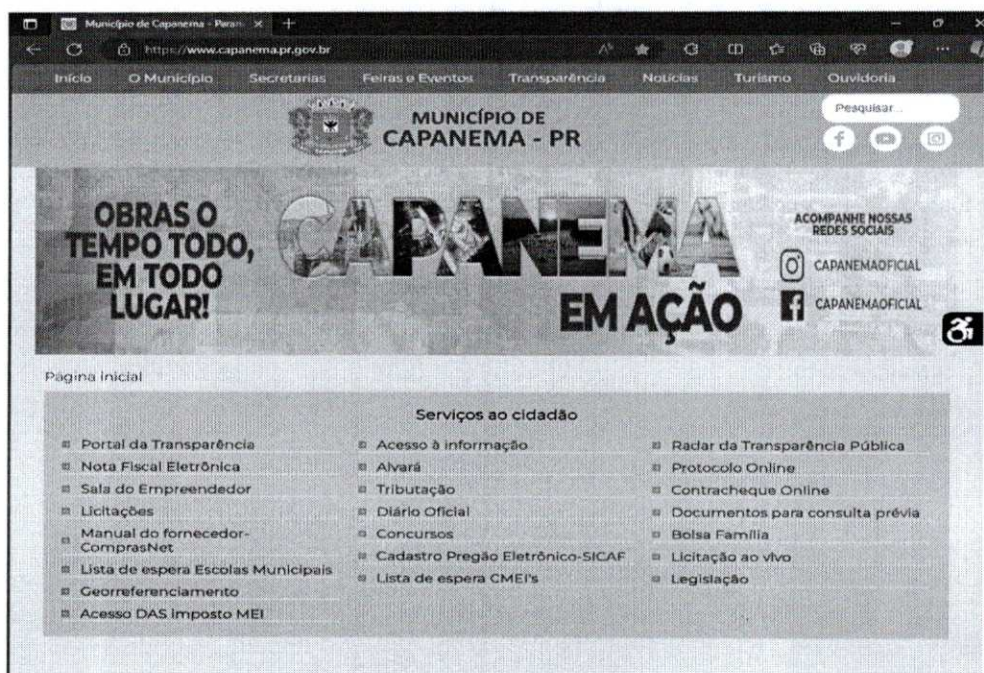 Município de Capanema - Paran
https://www.capanema.pr.gov.br
Início O Município Secretarias Feiras e Eventos Transparência Notícias Turismo Ouvidoria
MUNICÍPIO DE
CAPANEMA - PR
Pesquisar...
OBRAS O
TEMPO TODO,
EM TODO
LUGAR!
CAPANEMA
EM AÇÃO
ACOMPANHE NOSSAS
REDES SOCIAIS
CAPANEMAOFICIAL
CAPANEMAOFICIAL
Página inicial
Serviços ao cidadão
Portal da Transparência
Nota Fiscal Eletrônica
Sala do Empreendedor
Licitações
Manual do fornecedor-
ComprasNet
Lista de espera Escolas Municipais
Georreferenciamento
Acesso DAS imposto MEI
Acesso à informação
Alvará
Tributação
Diário Oficial
Concursos
Cadastro Pregão Eletrônico-SICAF
Lista de espera CMEI's
Radar da Transparência Pública
Protocolo Online
Contracheque Online
Documentos para consulta prévia
Bolsa Família
Licitação ao vivo
Legislação